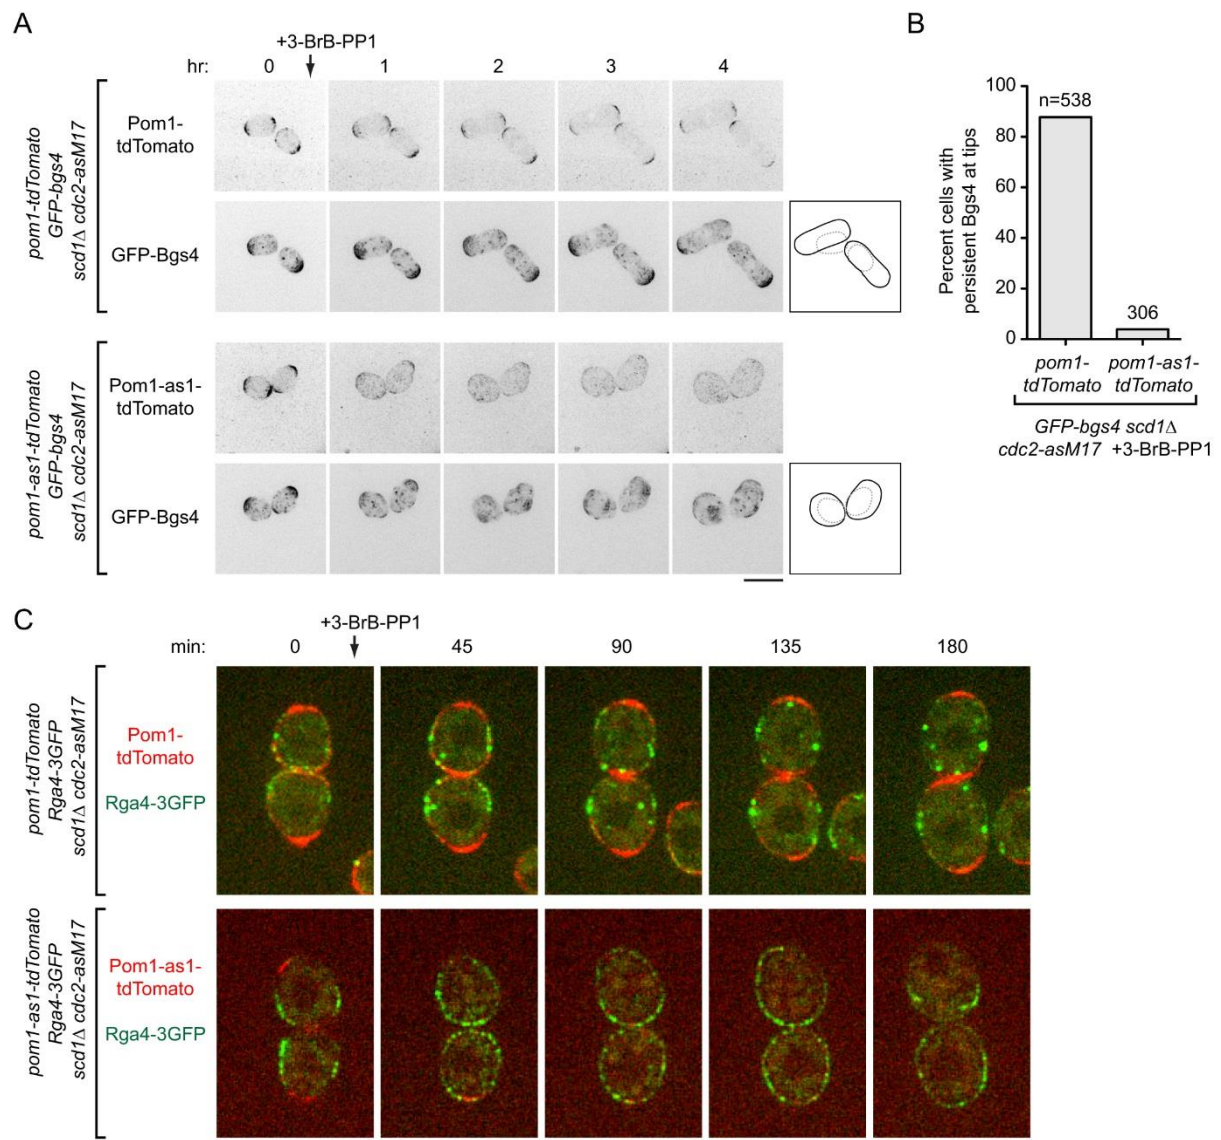 A
+3-BrB-PP1
hr: 0 1 2 3 4
pom1-tdTomato
GFP-bgs4
scd1Δ cdc2-asM17
Pom1-
tdTomato
GFP-Bgs4
pom1-as1-tdTomato
GFP-bgs4
scd1Δ cdc2-asM17
Pom1-as1-
tdTomato
GFP-Bgs4
B
Percent cells with
persistent Bgs4 at tips
100
80
60
40
20
0
n=538
306
pom1-
tdTomato
pom1-as1-
tdTomato
GFP-bgs4 scd1Δ
cdc2-asM17 +3-BrB-PP1
C
+3-BrB-PP1
min: 0 45 90 135 180
pom1-tdTomato
Rga4-3GFP
scd1Δ cdc2-asM17
Pom1-
tdTomato
Rga4-3GFP
pom1-as1-tdTomato
Rga4-3GFP
scd1Δ cdc2-asM17
Pom1-as1-
tdTomato
Rga4-3GFP